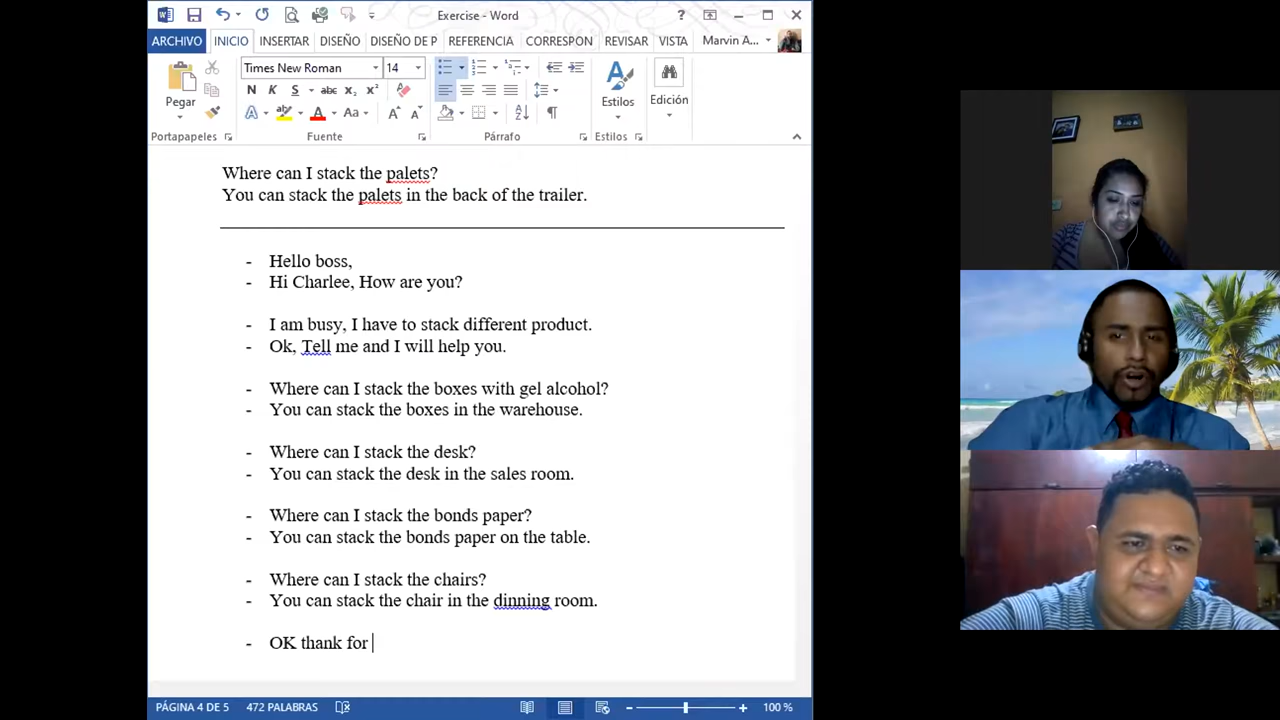 Exercise - Word
?
ARCHIVO INICIO INSERTAR DISEÑO DISEÑO DE P REFERENCIA CORRESPON REVISAR VISTA Marvin A...
Times New Roman 14
N K S abc x₂ x²
Aa A A
Pegar
Estilos
Edición
Portapapeles Fuente Párrafo Estilos
Where can I stack the palets?
You can stack the palets in the back of the trailer.
- Hello boss,
- Hi Charlee, How are you?
- I am busy, I have to stack different product.
- Ok, Tell me and I will help you.
- Where can I stack the boxes with gel alcohol?
- You can stack the boxes in the warehouse.
- Where can I stack the desk?
- You can stack the desk in the sales room.
- Where can I stack the bonds paper?
- You can stack the bonds paper on the table.
- Where can I stack the chairs?
- You can stack the chair in the dinning room.
- OK thank for
PÁGINA 4 DE 5 472 PALABRAS 100 %